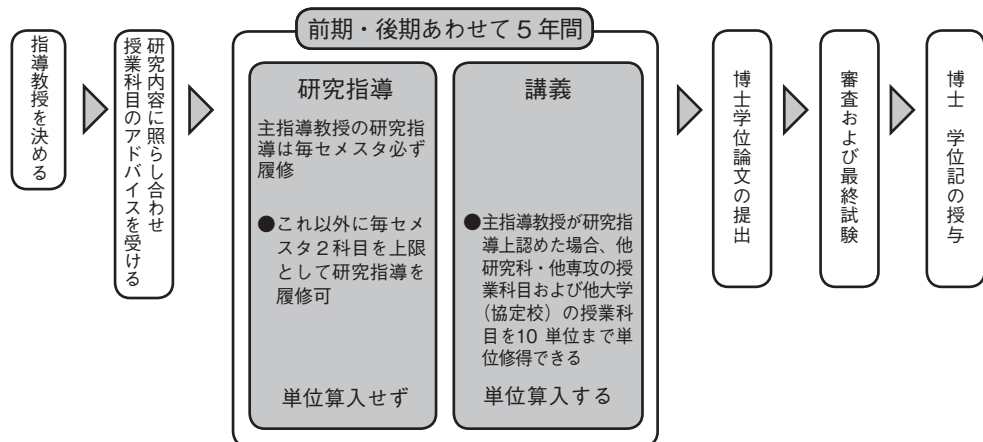 指導教授を決める
研究内容に照らし合わせ
授業科目のアドバイスを受ける
前期・後期あわせて５年間
研究指導
主指導教授の研究指
導は毎セメスタ必ず
履修
●これ以外に毎セメ
スタ２科目を上限
として研究指導を
履修可
単位算入せず
講義
●主指導教授が研究指
導上認めた場合、他
研究科・他専攻の授
業科目および他大学
（協定校）の授業科
目を10 単位まで単
位修得できる
単位算入する
博士学位論文の提出
審査および最終試験
博士　学位記の授与